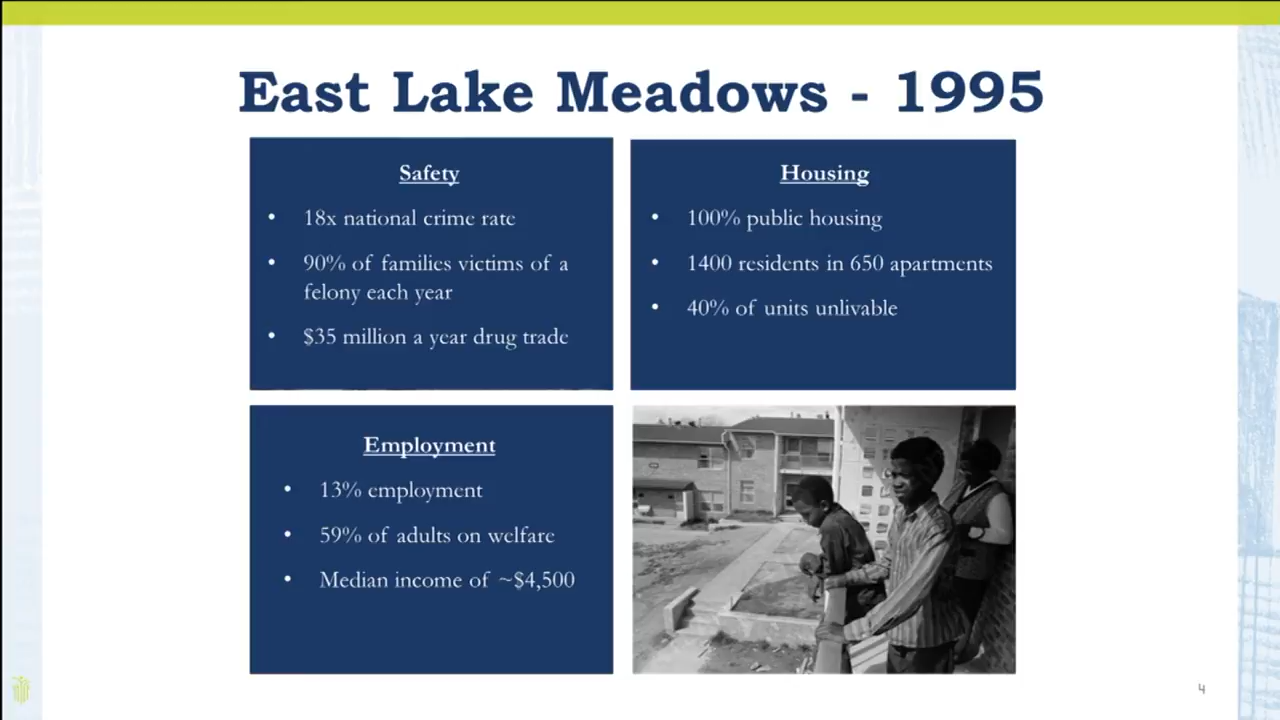 East Lake Meadows - 1995
Safety
• 18x national crime rate
• 90% of families victims of a
felony each year
• $35 million a year drug trade
Housing
• 100% public housing
• 1400 residents in 650 apartments
• 40% of units unlivable
Employment
• 13% employment
• 59% of adults on welfare
• Median income of ~$4,500
4